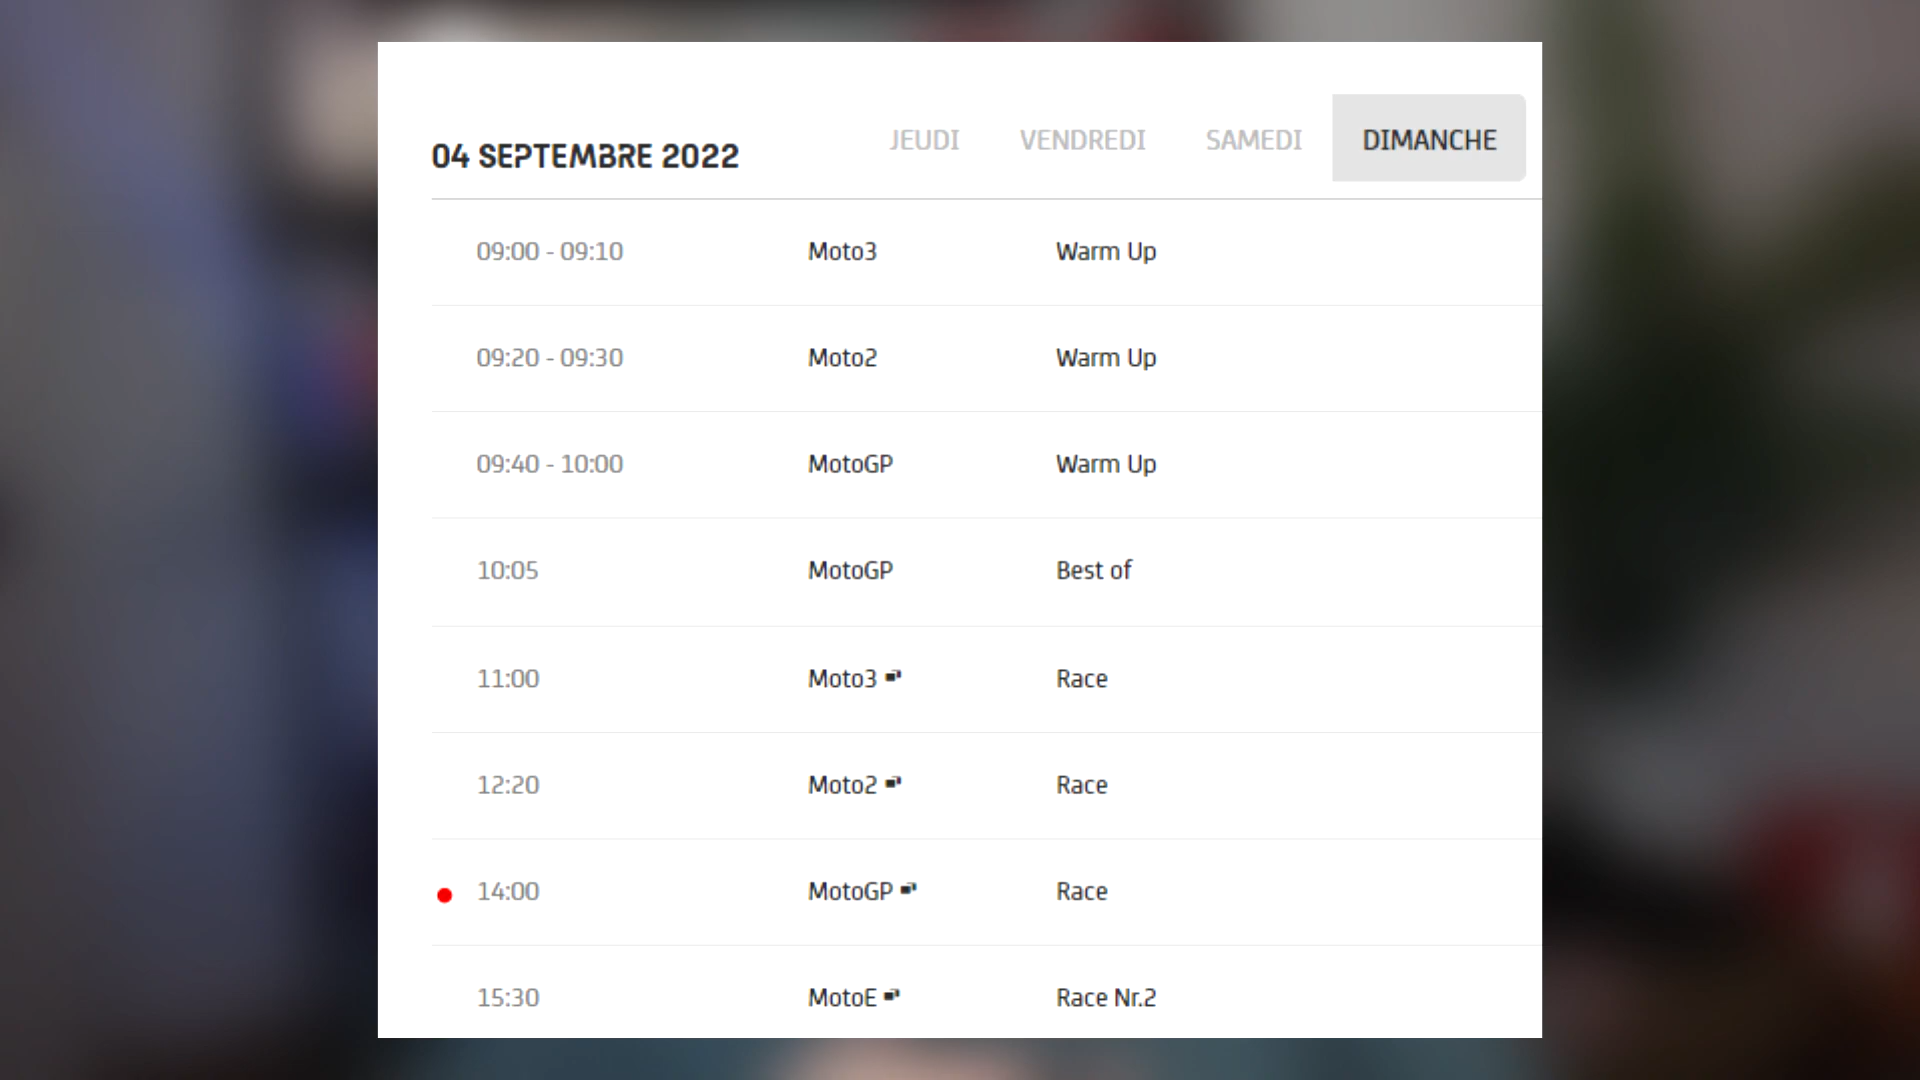 04 SEPTEMBRE 2022 JEUDI VENDREDI SAMEDI DIMANCHE
09:00 - 09:10 Moto3 Warm Up
09:20 - 09:30 Moto2 Warm Up
09:40 - 10:00 MotoGP Warm Up
10:05 MotoGP Best of
11:00 Moto3 Race
12:20 Moto2 Race
14:00 MotoGP Race
15:30 MotoE Race Nr.2